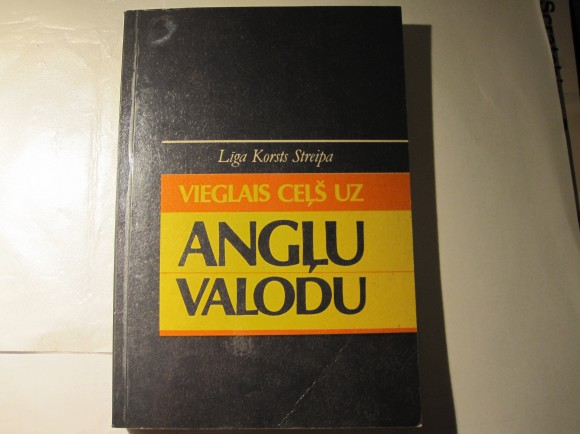 Līga Korsts Streipa
VIEGLAIS CEĻŠ UZ
ANGĻU
VALODU